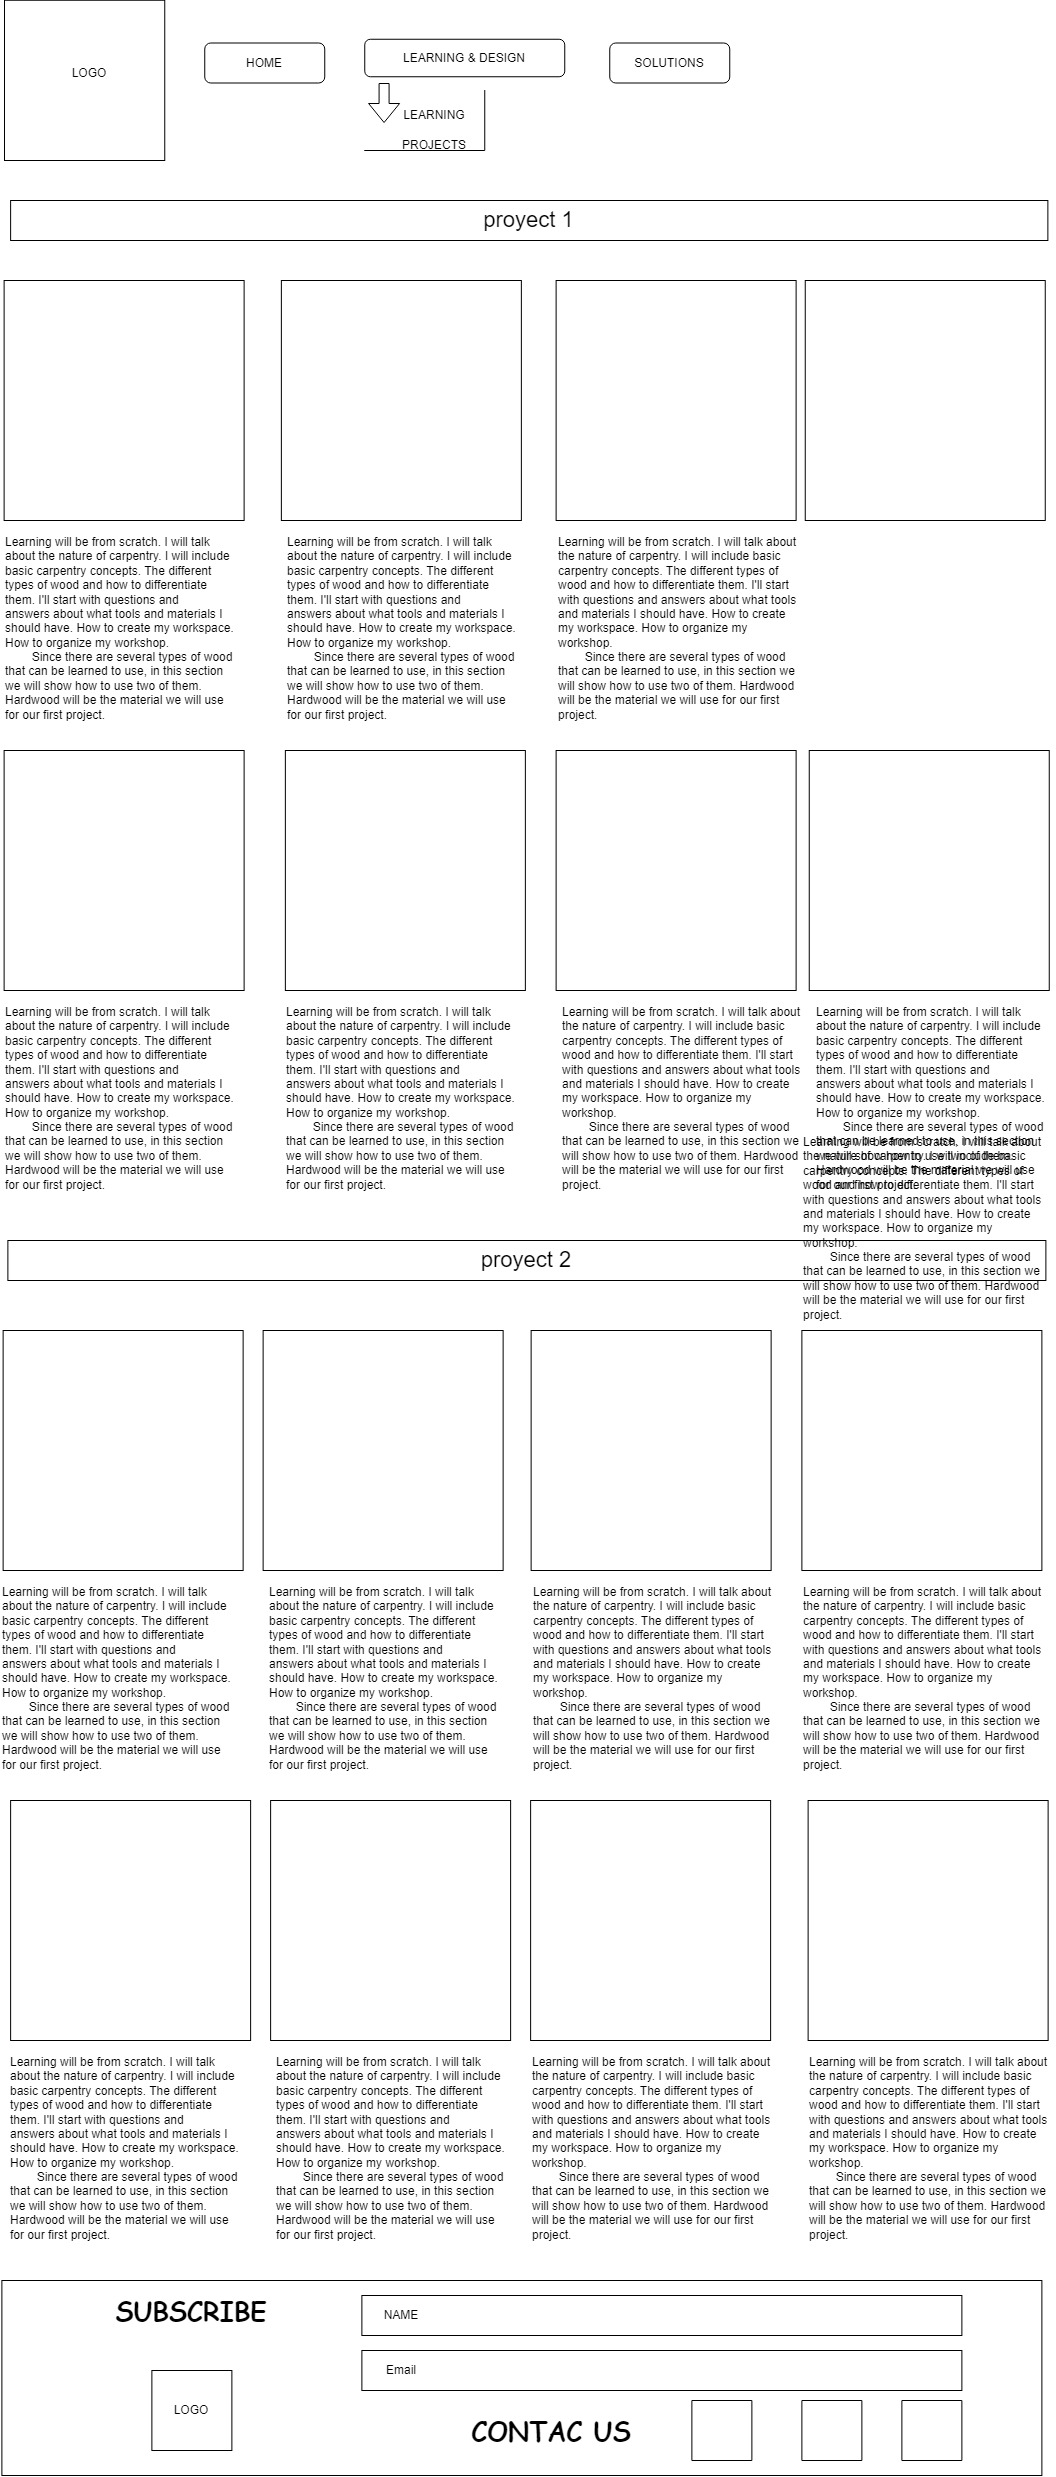 LOGO
HOME
LEARNING & DESIGN
SOLUTIONS
LEARNING
PROJECTS
proyect 1
Learning will be from scratch. I will talk
about the nature of carpentry. I will include
basic carpentry concepts. The different
types of wood and how to differentiate
them. I'll start with questions and
answers about what tools and materials I
should have. How to create my workspace.
How to organize my workshop.
Since there are several types of wood
that can be learned to use, in this section
we will show how to use two of them.
Hardwood will be the material we will use
for our first project.
Learning will be from scratch. I will talk
about the nature of carpentry. I will include
basic carpentry concepts. The different
types of wood and how to differentiate
them. I'll start with questions and
answers about what tools and materials I
should have. How to create my workspace.
How to organize my workshop.
Since there are several types of wood
that can be learned to use, in this section
we will show how to use two of them.
Hardwood will be the material we will use
for our first project.
Learning will be from scratch. I will talk about
the nature of carpentry. I will include basic
carpentry concepts. The different types of
wood and how to differentiate them. I'll start
with questions and answers about what tools
and materials I should have. How to create
my workspace. How to organize my
workshop.
Since there are several types of wood
that can be learned to use, in this section we
will show how to use two of them. Hardwood
will be the material we will use for our first
project.
Learning will be from scratch. I will talk
about the nature of carpentry. I will include
basic carpentry concepts. The different
types of wood and how to differentiate
them. I'll start with questions and
answers about what tools and materials I
should have. How to create my workspace.
How to organize my workshop.
Since there are several types of wood
that can be learned to use, in this section
we will show how to use two of them.
Hardwood will be the material we will use
for our first project.
Learning will be from scratch. I will talk
about the nature of carpentry. I will include
basic carpentry concepts. The different
types of wood and how to differentiate
them. I'll start with questions and
answers about what tools and materials I
should have. How to create my workspace.
How to organize my workshop.
Since there are several types of wood
that can be learned to use, in this section
we will show how to use two of them.
Hardwood will be the material we will use
for our first project.
Learning will be from scratch. I will talk about
the nature of carpentry. I will include basic
carpentry concepts. The different types of
wood and how to differentiate them. I'll start
with questions and answers about what tools
and materials I should have. How to create
my workspace. How to organize my
workshop.
Since there are several types of wood
that can be learned to use, in this section we
will show how to use two of them. Hardwood
will be the material we will use for our first
project.
Learning will be from scratch. I will talk
about the nature of carpentry. I will include
basic carpentry concepts. The different
types of wood and how to differentiate
them. I'll start with questions and
answers about what tools and materials I
should have. How to create my workspace.
How to organize my workshop.
Since there are several types of wood
that can be learned to use, in this section
we will show how to use two of them.
Hardwood will be the material we will use
for our first project.
Learning will be from scratch. I will talk about
the nature of carpentry. I will include basic
carpentry concepts. The different types of
wood and how to differentiate them. I'll start
with questions and answers about what tools
and materials I should have. How to create
my workspace. How to organize my
workshop.
Since there are several types of wood
that can be learned to use, in this section we
will show how to use two of them. Hardwood
will be the material we will use for our first
project.
proyect 2
Learning will be from scratch. I will talk
about the nature of carpentry. I will include
basic carpentry concepts. The different
types of wood and how to differentiate
them. I'll start with questions and
answers about what tools and materials I
should have. How to create my workspace.
How to organize my workshop.
Since there are several types of wood
that can be learned to use, in this section
we will show how to use two of them.
Hardwood will be the material we will use
for our first project.
Learning will be from scratch. I will talk
about the nature of carpentry. I will include
basic carpentry concepts. The different
types of wood and how to differentiate
them. I'll start with questions and
answers about what tools and materials I
should have. How to create my workspace.
How to organize my workshop.
Since there are several types of wood
that can be learned to use, in this section
we will show how to use two of them.
Hardwood will be the material we will use
for our first project.
Learning will be from scratch. I will talk about
the nature of carpentry. I will include basic
carpentry concepts. The different types of
wood and how to differentiate them. I'll start
with questions and answers about what tools
and materials I should have. How to create
my workspace. How to organize my
workshop.
Since there are several types of wood
that can be learned to use, in this section we
will show how to use two of them. Hardwood
will be the material we will use for our first
project.
Learning will be from scratch. I will talk about
the nature of carpentry. I will include basic
carpentry concepts. The different types of
wood and how to differentiate them. I'll start
with questions and answers about what tools
and materials I should have. How to create
my workspace. How to organize my
workshop.
Since there are several types of wood
that can be learned to use, in this section we
will show how to use two of them. Hardwood
will be the material we will use for our first
project.
Learning will be from scratch. I will talk
about the nature of carpentry. I will include
basic carpentry concepts. The different
types of wood and how to differentiate
them. I'll start with questions and
answers about what tools and materials I
should have. How to create my workspace.
How to organize my workshop.
Since there are several types of wood
that can be learned to use, in this section
we will show how to use two of them.
Hardwood will be the material we will use
for our first project.
Learning will be from scratch. I will talk
about the nature of carpentry. I will include
basic carpentry concepts. The different
types of wood and how to differentiate
them. I'll start with questions and
answers about what tools and materials I
should have. How to create my workspace.
How to organize my workshop.
Since there are several types of wood
that can be learned to use, in this section
we will show how to use two of them.
Hardwood will be the material we will use
for our first project.
Learning will be from scratch. I will talk about
the nature of carpentry. I will include basic
carpentry concepts. The different types of
wood and how to differentiate them. I'll start
with questions and answers about what tools
and materials I should have. How to create
my workspace. How to organize my
workshop.
Since there are several types of wood
that can be learned to use, in this section we
will show how to use two of them. Hardwood
will be the material we will use for our first
project.
Learning will be from scratch. I will talk about
the nature of carpentry. I will include basic
carpentry concepts. The different types of
wood and how to differentiate them. I'll start
with questions and answers about what tools
and materials I should have. How to create
my workspace. How to organize my
workshop.
Since there are several types of wood
that can be learned to use, in this section we
will show how to use two of them. Hardwood
will be the material we will use for our first
project.
SUBSCRIBE
NAME
Email
LOGO
CONTAC US